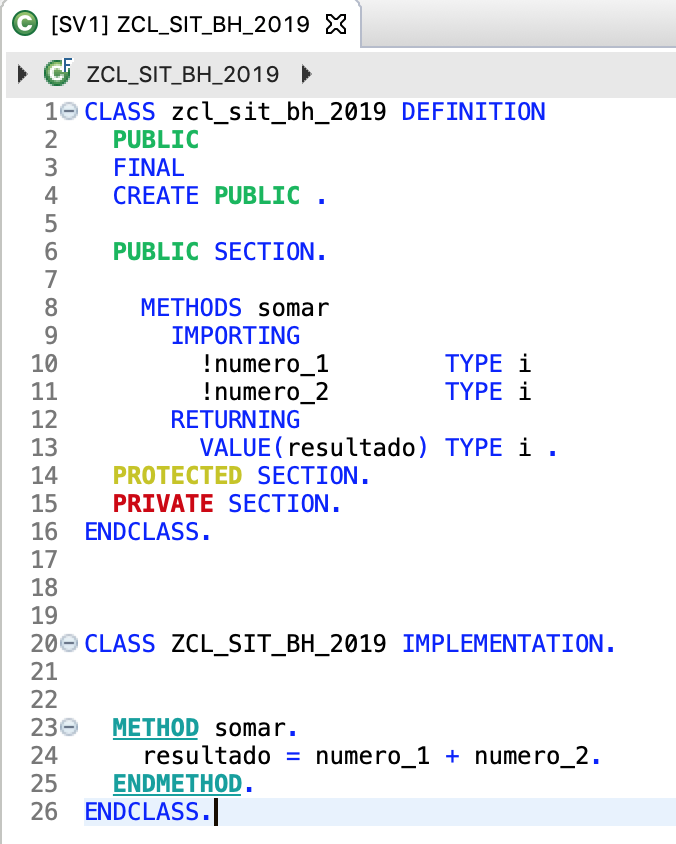 [SV1] ZCL_SIT_BH_2019
ZCL_SIT_BH_2019
1 CLASS zcl_sit_bh_2019 DEFINITION
2   PUBLIC
3   FINAL
4   CREATE PUBLIC .
5
6   PUBLIC SECTION.
7
8     METHODS somar
9       IMPORTING
10         !numero_1        TYPE i
11         !numero_2        TYPE i
12       RETURNING
13         VALUE(resultado) TYPE i .
14   PROTECTED SECTION.
15   PRIVATE SECTION.
16 ENDCLASS.
17
18
19
20 CLASS ZCL_SIT_BH_2019 IMPLEMENTATION.
21
22
23   METHOD somar.
24     resultado = numero_1 + numero_2.
25   ENDMETHOD.
26 ENDCLASS.